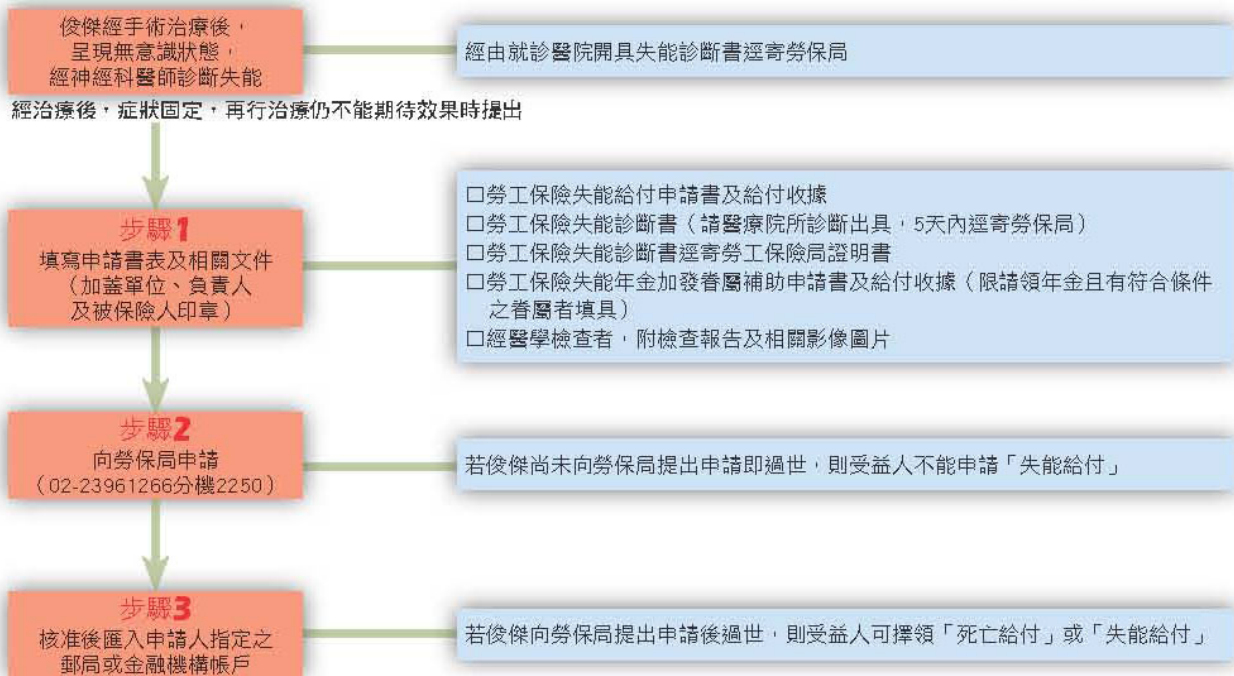 俊傑經手術治療後，
呈現無意識狀態，
經神經科醫師診斷失能
經由就診醫院開具失能診斷書逕寄勞保局
經治療後，症狀固定，再行治療仍不能期待效果時提出
步驟1
填寫申請書表及相關文件
（加蓋單位、負責人
及被保險人印章）
□勞工保險失能給付申請書及給付收據
□勞工保險失能診斷書（請醫療院所診斷出具，5天內逕寄勞保局）
□勞工保險失能診斷書逕寄勞工保險局證明書
□勞工保險失能年金加發眷屬補助申請書及給付收據（限請領年金且有符合條件
之眷屬者填具）
□經醫學檢查者，附檢查報告及相關影像圖片
步驟2
向勞保局申請
（02-23961266分機2250）
若俊傑尚未向勞保局提出申請即過世，則受益人不能申請「失能給付」
步驟3
核准後匯入申請人指定之
郵局或金融機構帳戶
若俊傑向勞保局提出申請後過世，則受益人可擇領「死亡給付」或「失能給付」